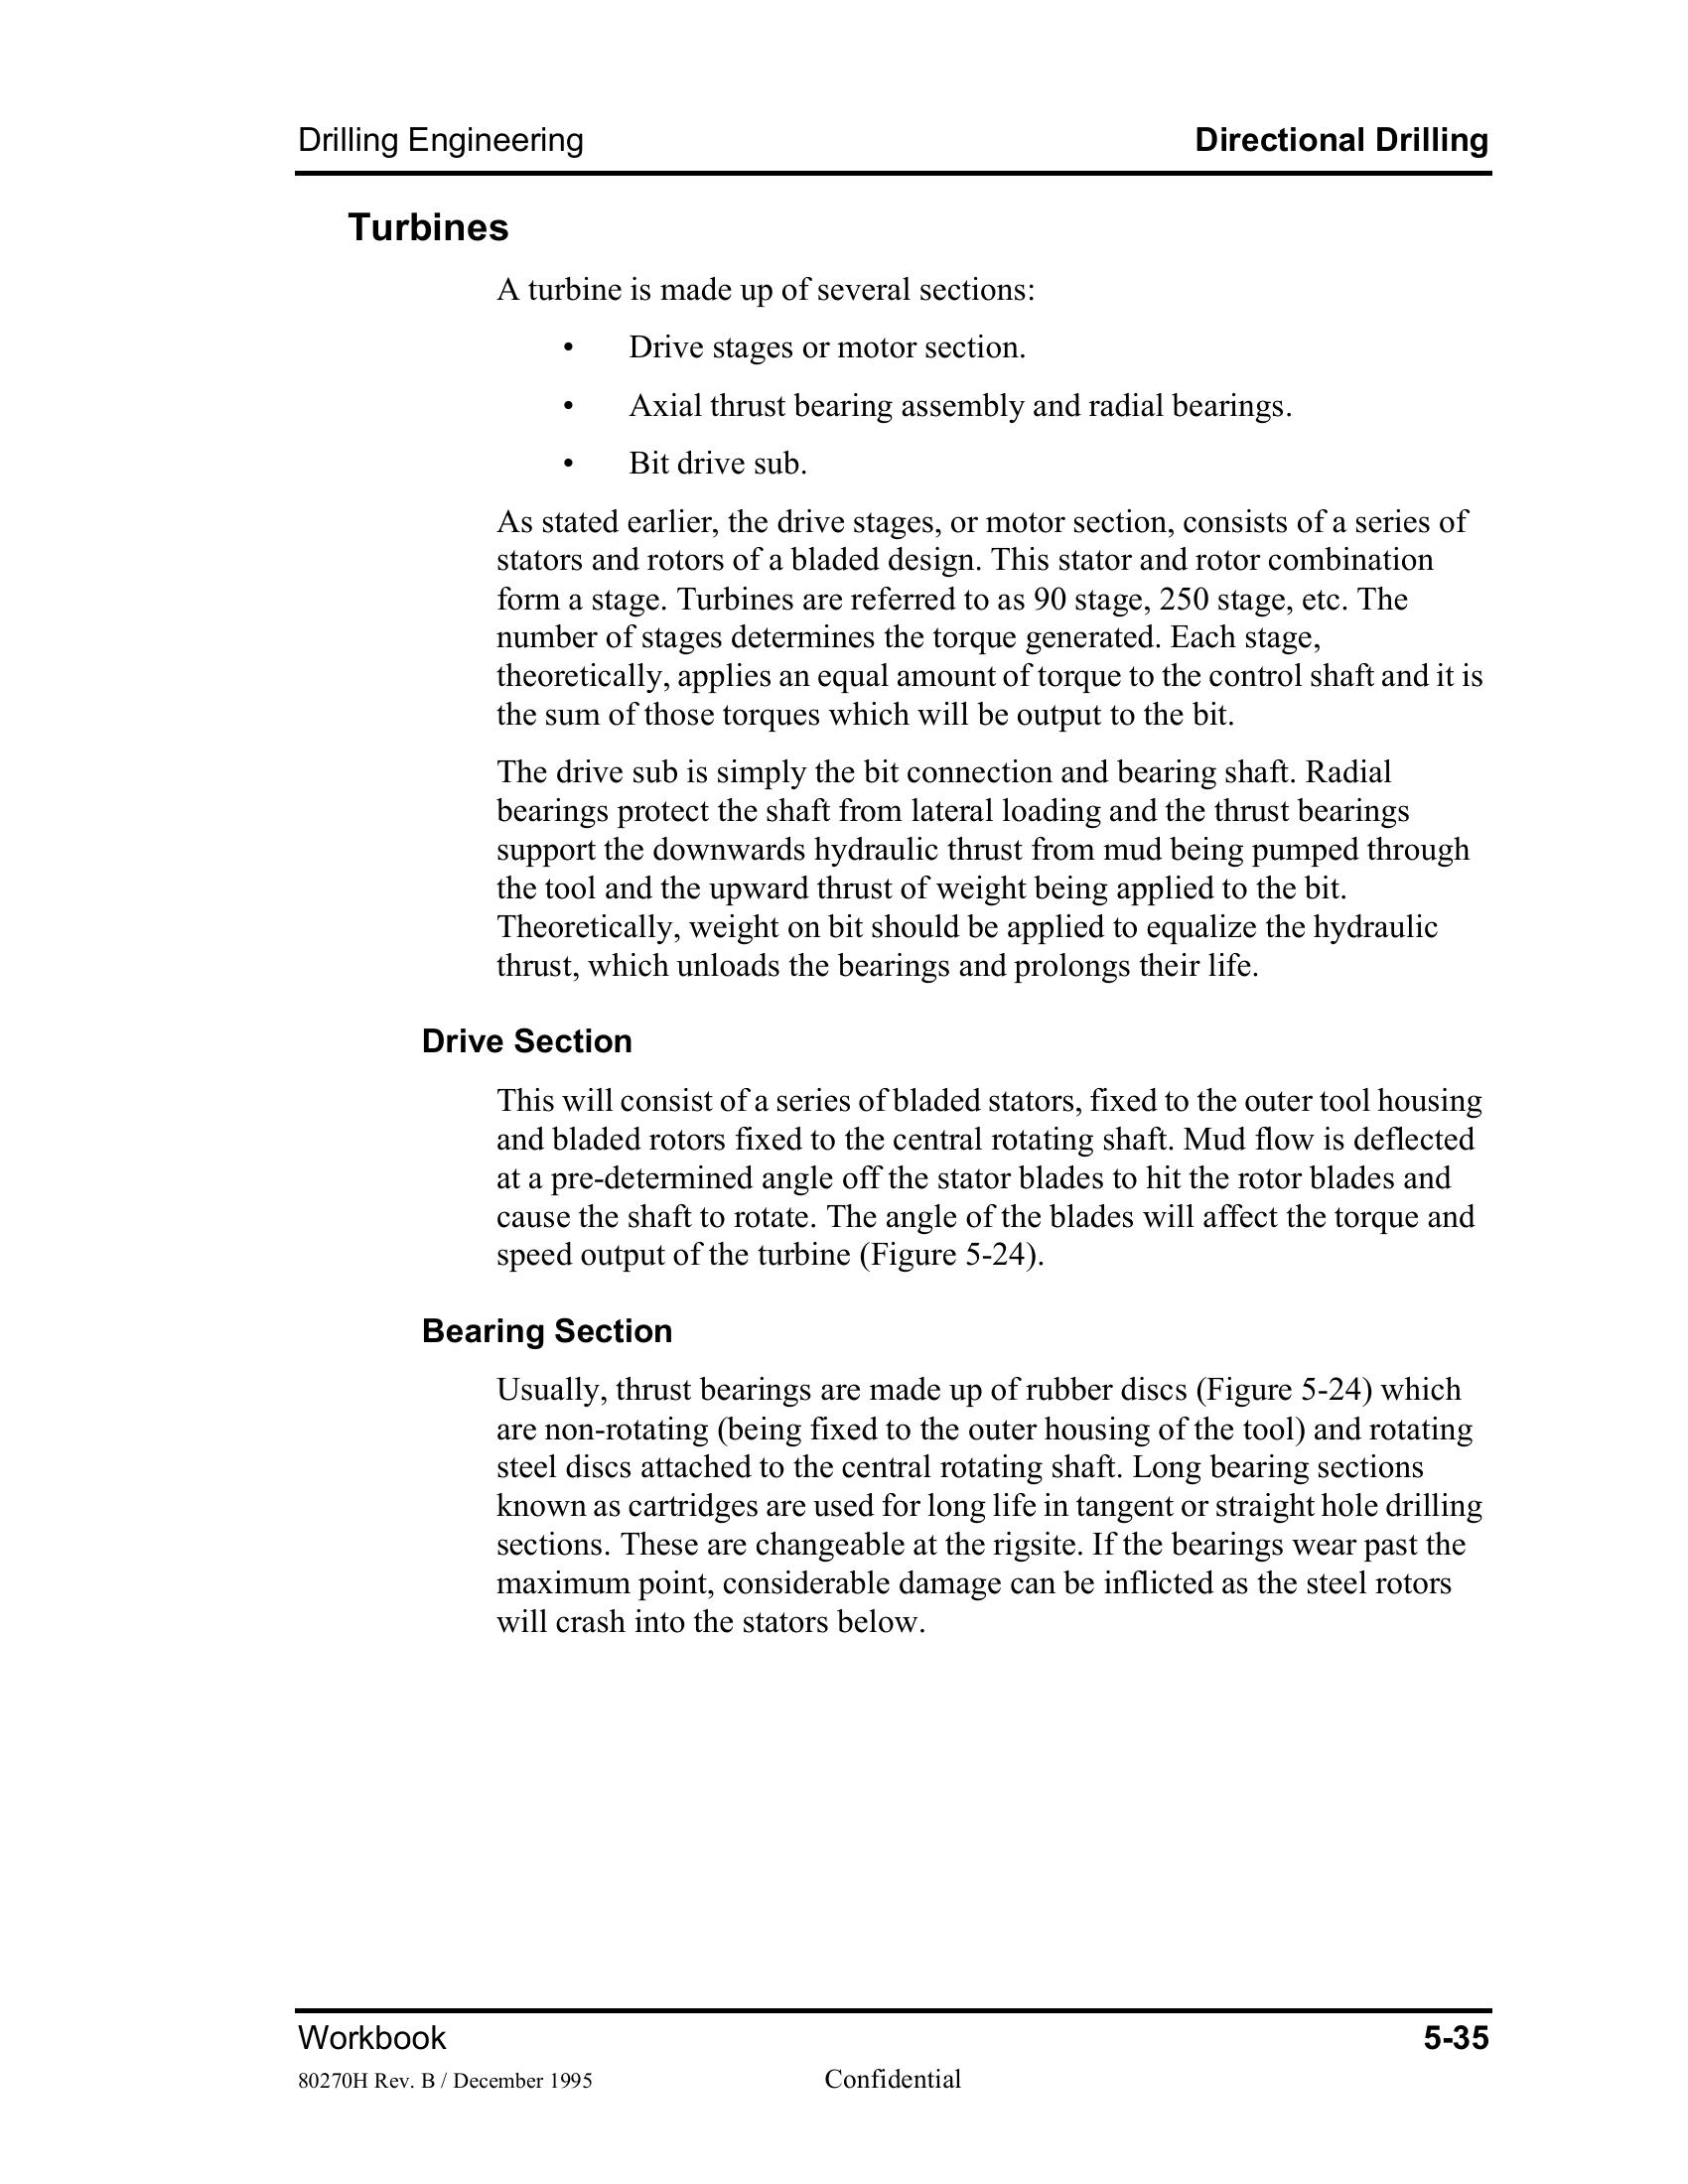 Drilling Engineering Directional Drilling
Turbines
A turbine is made up of several sections:
• Drive stages or motor section.
• Axial thrust bearing assembly and radial bearings.
• Bit drive sub.
As stated earlier, the drive stages, or motor section, consists of a series of
stators and rotors of a bladed design. This stator and rotor combination
form a stage. Turbines are referred to as 90 stage, 250 stage, etc. The
number of stages determines the torque generated. Each stage,
theoretically, applies an equal amount of torque to the control shaft and it is
the sum of those torques which will be output to the bit.
The drive sub is simply the bit connection and bearing shaft. Radial
bearings protect the shaft from lateral loading and the thrust bearings
support the downwards hydraulic thrust from mud being pumped through
the tool and the upward thrust of weight being applied to the bit.
Theoretically, weight on bit should be applied to equalize the hydraulic
thrust, which unloads the bearings and prolongs their life.
Drive Section
This will consist of a series of bladed stators, fixed to the outer tool housing
and bladed rotors fixed to the central rotating shaft. Mud flow is deflected
at a pre-determined angle off the stator blades to hit the rotor blades and
cause the shaft to rotate. The angle of the blades will affect the torque and
speed output of the turbine (Figure 5-24).
Bearing Section
Usually, thrust bearings are made up of rubber discs (Figure 5-24) which
are non-rotating (being fixed to the outer housing of the tool) and rotating
steel discs attached to the central rotating shaft. Long bearing sections
known as cartridges are used for long life in tangent or straight hole drilling
sections. These are changeable at the rigsite. If the bearings wear past the
maximum point, considerable damage can be inflicted as the steel rotors
will crash into the stators below.
Workbook 5-35
80270H Rev. B / December 1995 Confidential